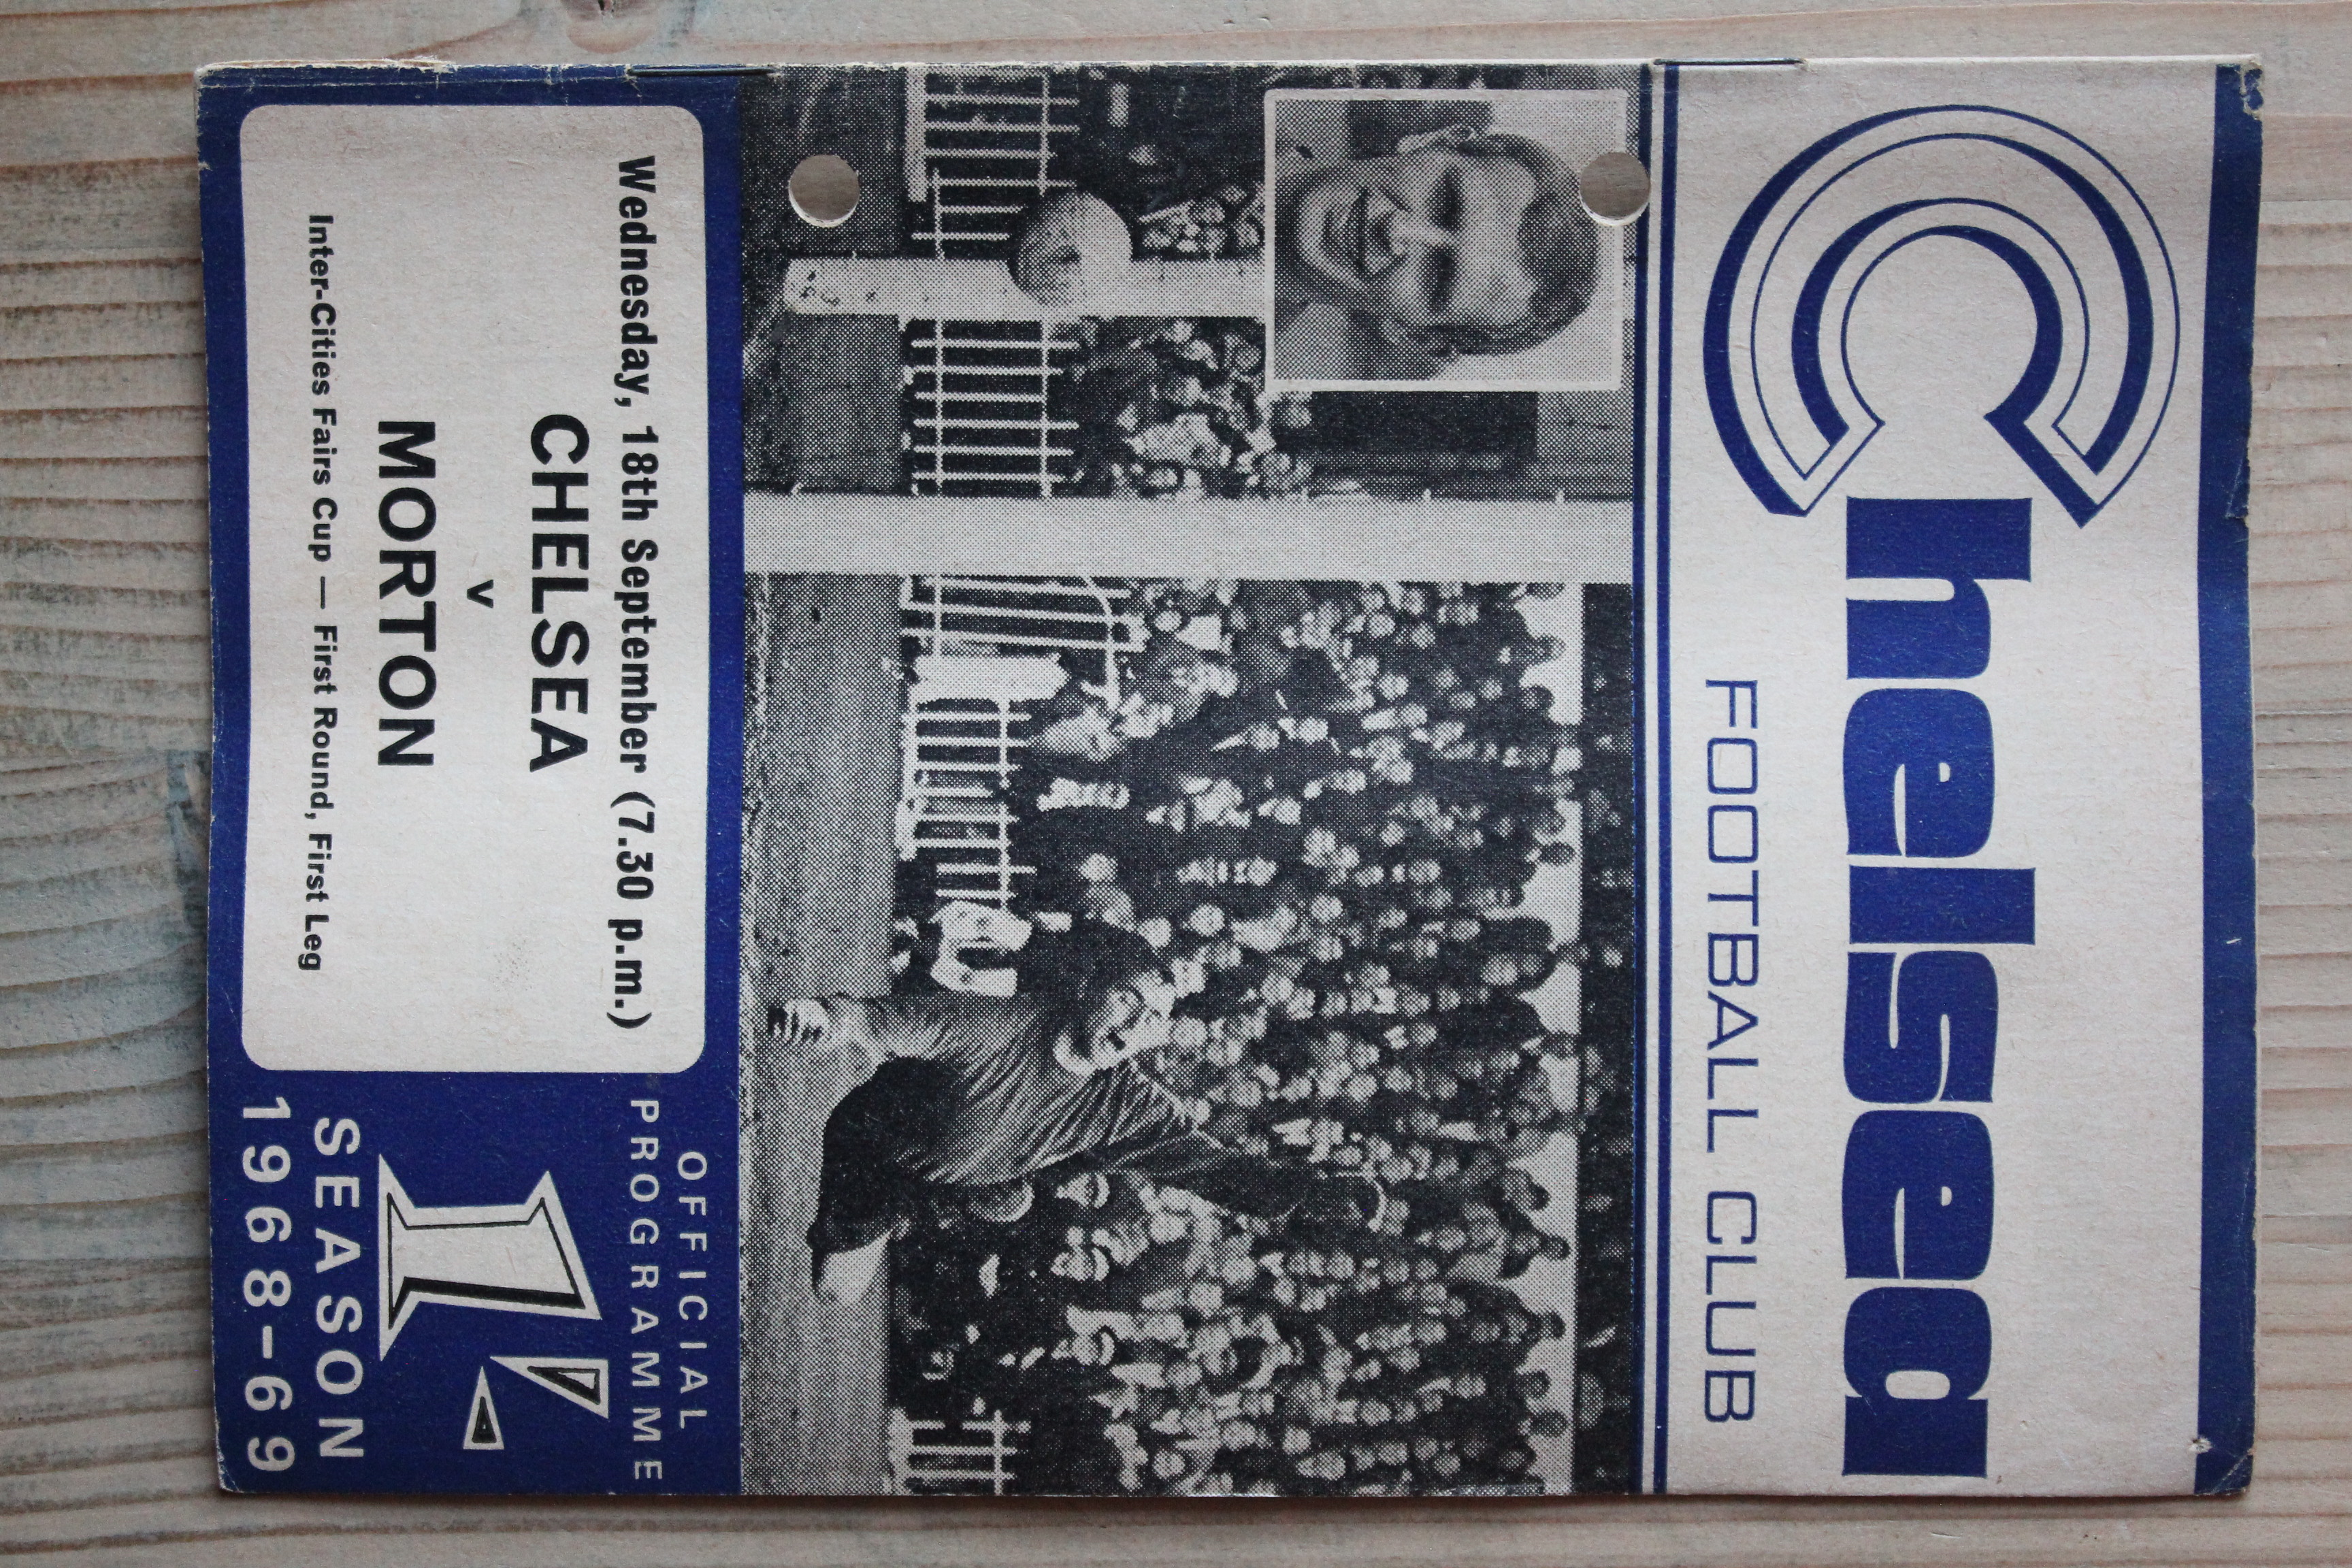 Chelsea
FOOTBALL CLUB
Wednesday, 18th September (7.30 p.m.)
CHELSEA
v
MORTON
Inter-Cities Fairs Cup — First Round, First Leg
OFFICIAL
PROGRAMME
1/-
SEASON
1968-69